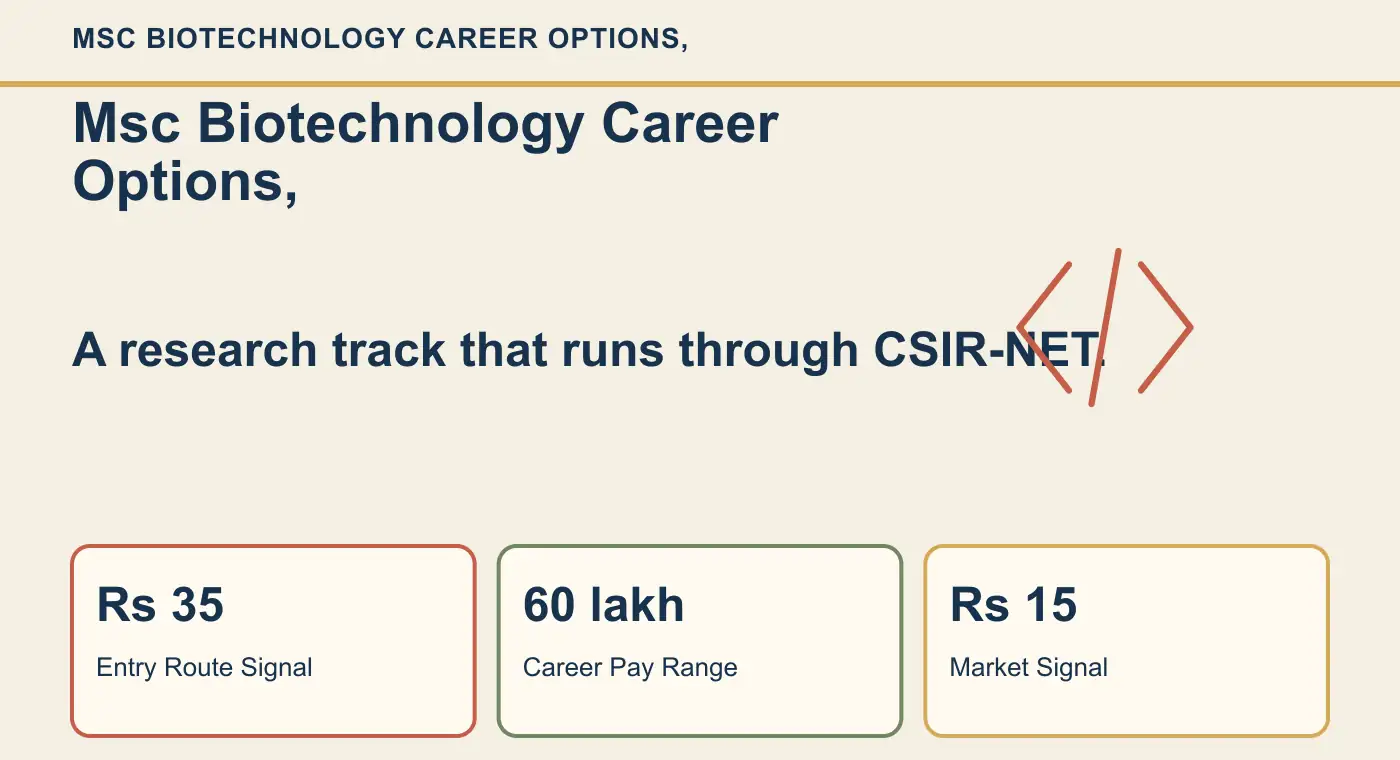 MSC BIOTECHNOLOGY CAREER OPTIONS,
Msc Biotechnology Career
Options,
A research track that runs through CSIR-NET.
Rs 35
Entry Route Signal
60 lakh
Career Pay Range
Rs 15
Market Signal